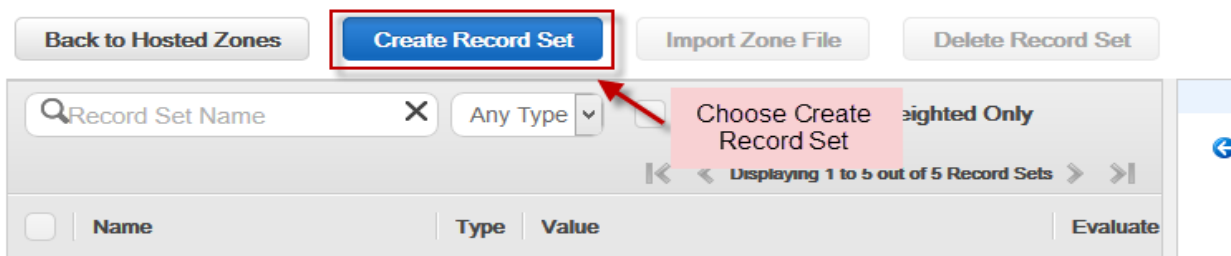 Back to Hosted Zones Create Record Set Import Zone File Delete Record Set
Record Set Name Any Type Choose Create eighted Only
Record Set
Displaying 1 to 5 out of 5 Record Sets
Name Type Value Evaluate